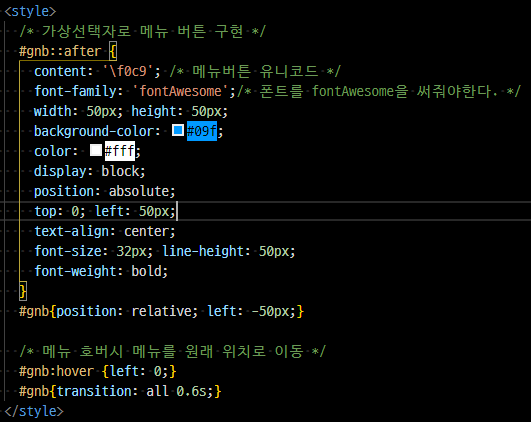 <style>
/* 가상선택자로 메뉴 버튼 구현 */
#gnb::after {
content: '\f0c9'; /* 메뉴버튼 유니코드 */
font-family: 'fontAwesome';/* 폰트를 fontAwesome을 써줘야한다. */
width: 50px; height: 50px;
background-color: #09f;
color: #fff;
display: block;
position: absolute;
top: 0; left: 50px;
text-align: center;
font-size: 32px; line-height: 50px;
font-weight: bold;
}
#gnb{position: relative; left: -50px;}
/* 메뉴 호버시 메뉴를 원래 위치로 이동 */
#gnb:hover {left: 0;}
#gnb{transition: all 0.6s;}
</style>